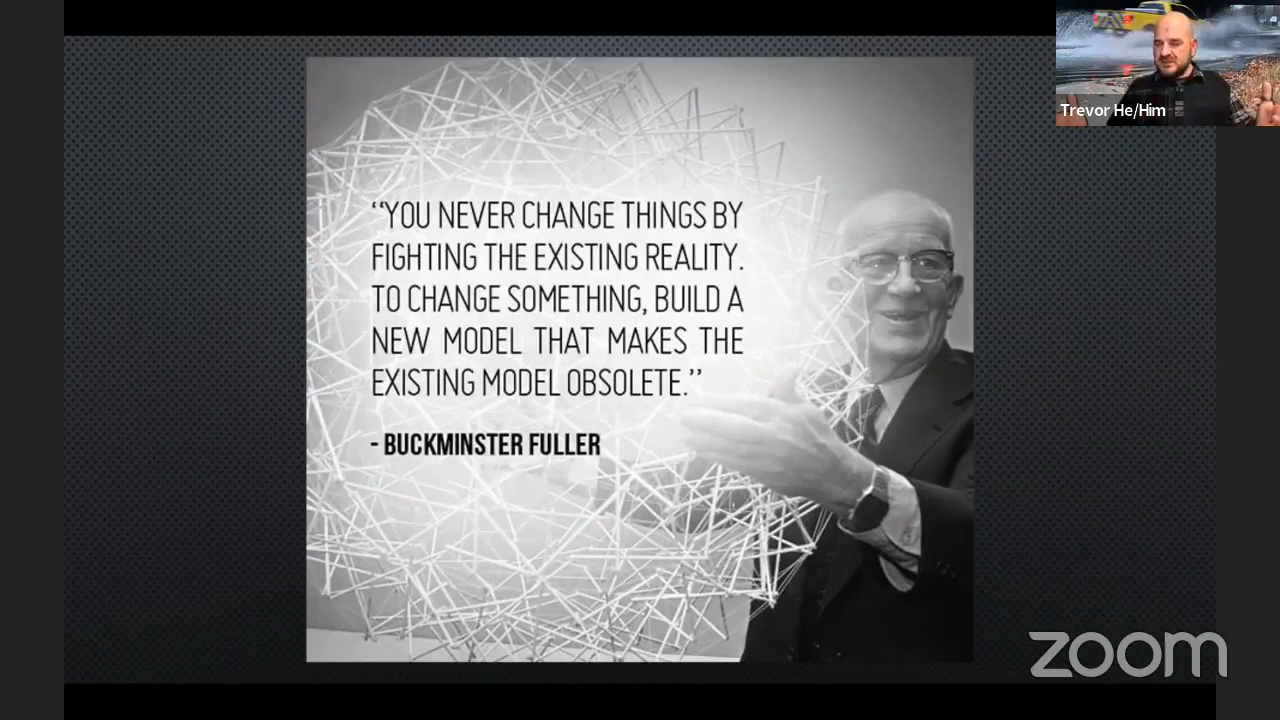 Trevor He/Him
“YOU NEVER CHANGE THINGS BY
FIGHTING THE EXISTING REALITY.
TO CHANGE SOMETHING, BUILD A
NEW MODEL THAT MAKES THE
EXISTING MODEL OBSOLETE.”
- BUCKMINSTER FULLER
zoom